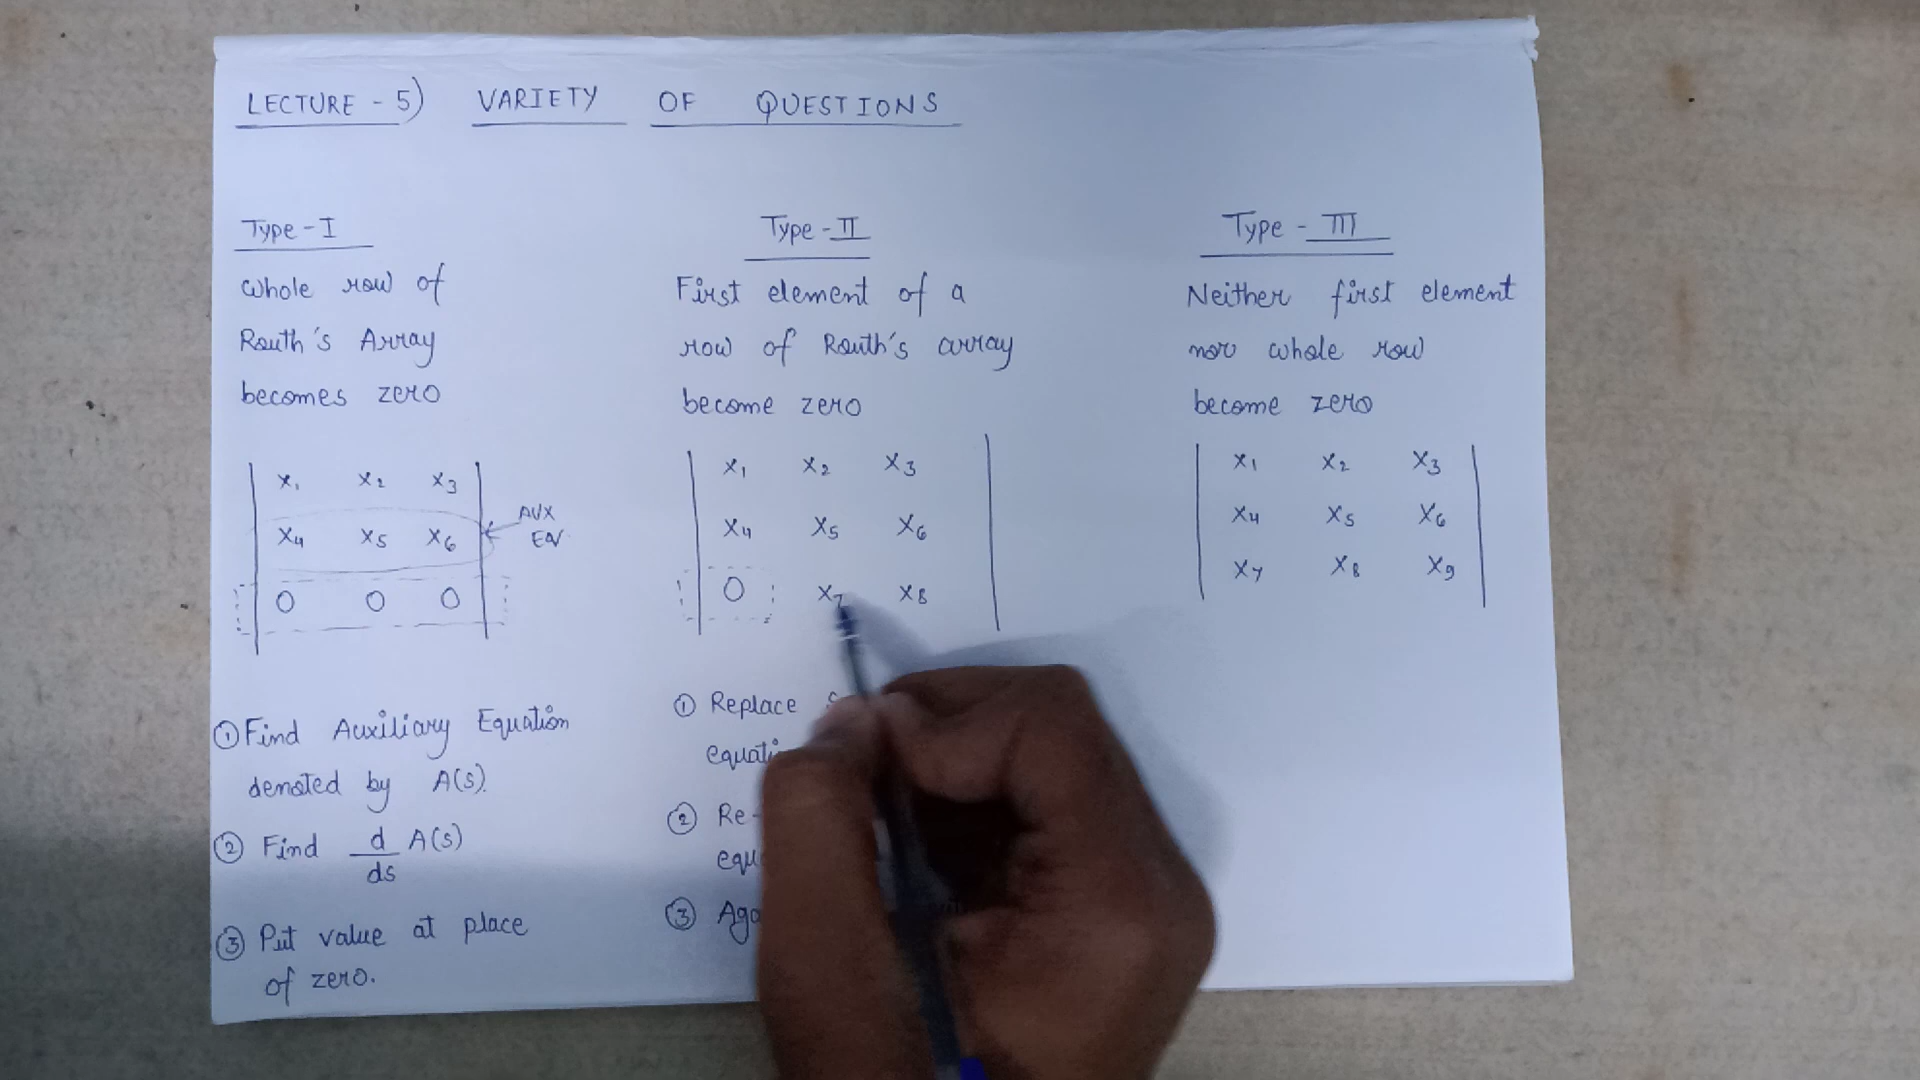 LECTURE - 5) VARIETY OF QUESTIONS
Type - I
Whole row of
Routh's Array
becomes zero
X1 X2 X3
X4 X5 X6
0 0 0
AUX
EQ
① Find Auxiliary Equation
denoted by A(s).
② Find d/ds A(s)
③ Put value at place
of zero.
Type - II
First element of a
row of Routh's array
become zero
X1 X2 X3
X4 X5 X6
0 X7 X8
① Replace
②
③
Type - III
Neither first element
nor whole row
become zero
X1 X2 X3
X4 X5 X6
X7 X8 X9